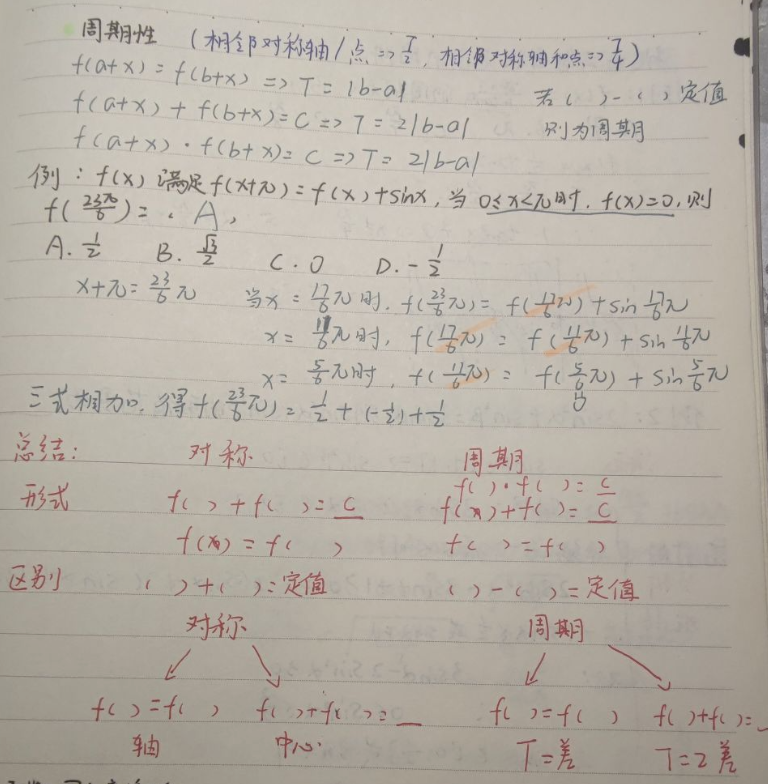 周期性 (相邻对称轴/点=>T/2, 相邻对称轴和点=>T/4)
f(a+x) = f(b+x) => T = |b-a|
若( ) - ( ) 定值
f(a+x) + f(b+x) = C => T = 2|b-a|
则为周期
f(a+x) · f(b+x) = C => T = 2|b-a|
例: f(x) 满足 f(x+π) = f(x) + sinx, 当 0≤x<π时, f(x)=0, 则
f(23π/6) = . A,
A. 1/2 B. √3/2 C. 0 D. -1/2
x+π = 23/6 π 当x = 17/6 π 时, f(23/6 π) = f(17/6 π) + sin 17/6 π
x = 11/6 π 时, f(17/6 π) = f(11/6 π) + sin 11/6 π
x = 5/6 π 时, f(11/6 π) = f(5/6 π) + sin 5/6 π
0
三式相加, 得 f(23/6 π) = 1/2 + (-1/2) + 1/2
总结: 对称 周期
f( ) · f( ) = C
形式 f( ) + f( ) = C f(x) + f( ) = C
f(x) = f( ) f( ) = f( )
区别 ( ) + ( ) = 定值 ( ) - ( ) = 定值
对称 周期
f( ) = f( ) f( ) + f( ) = _ f( ) = f( ) f( ) + f( ) = _
轴 中心 T = 差 T = 2差